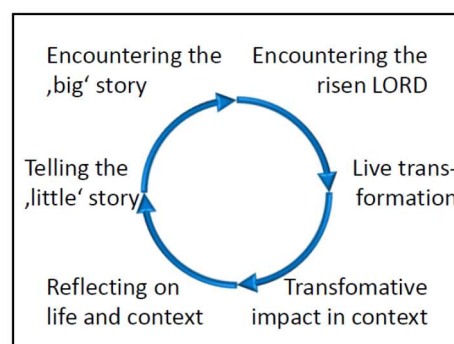 Encountering the
‚big‘ story
Encountering the
risen LORD
Telling the
‚little‘ story
Live trans-
formation
Reflecting on
life and context
Transfomative
impact in context